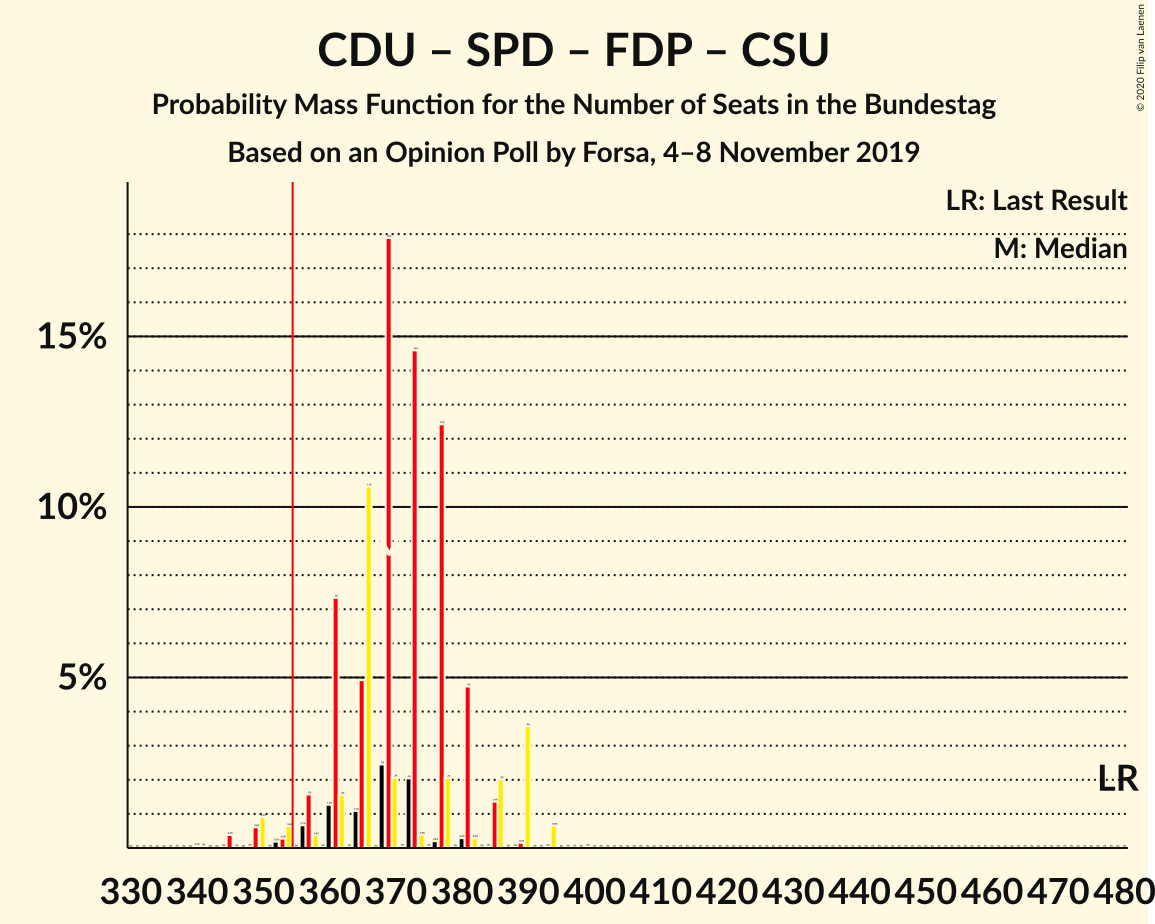 CDU – SPD – FDP – CSU
Probability Mass Function for the Number of Seats in the Bundestag
Based on an Opinion Poll by Forsa, 4–8 November 2019
© 2020 Filip van Laenen
LR: Last Result
M: Median
15%
10%
5%
LR
330 340 350 360 370 380 390 400 410 420 430 440 450 460 470 480